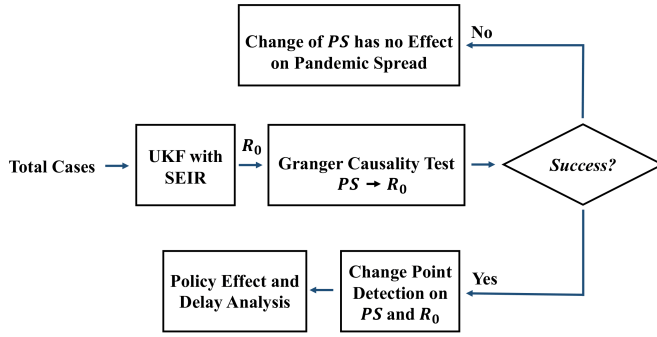 Change of PS has no Effect
on Pandemic Spread
No
Total Cases
UKF with
SEIR
R₀
Granger Causality Test
PS → R₀
Success?
Yes
Change Point
Detection on
PS and R₀
Policy Effect and
Delay Analysis